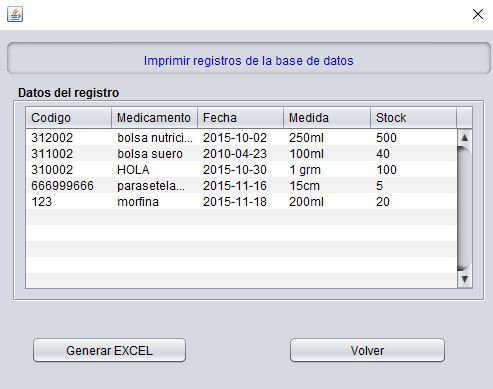 Imprimir registros de la base de datos
Datos del registro
Codigo Medicamento Fecha Medida Stock
312002 bolsa nutrici... 2015-10-02 250ml 500
311002 bolsa suero 2010-04-23 100ml 40
310002 HOLA 2015-10-30 1 grm 100
666999666 parasetela... 2015-11-16 15cm 5
123 morfina 2015-11-18 200ml 20
Generar EXCEL Volver